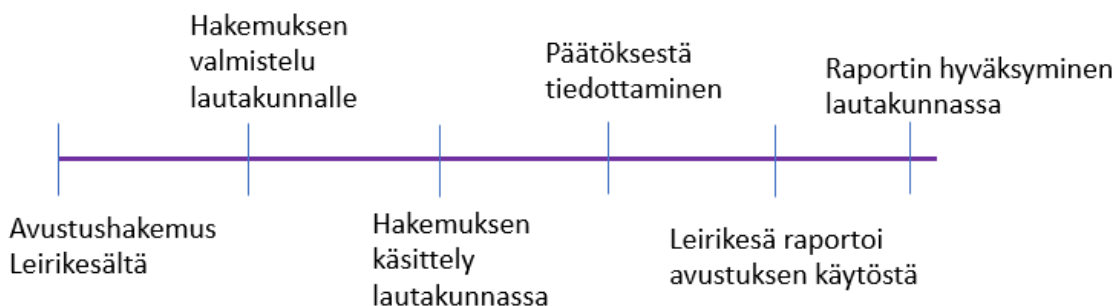 Avustushakemus
Leirikesältä
Hakemuksen
valmistelu
lautakunnalle
Hakemuksen
käsittely
lautakunnassa
Päätöksestä
tiedottaminen
Leirikesä raportoi
avustuksen käytöstä
Raportin hyväksyminen
lautakunnassa